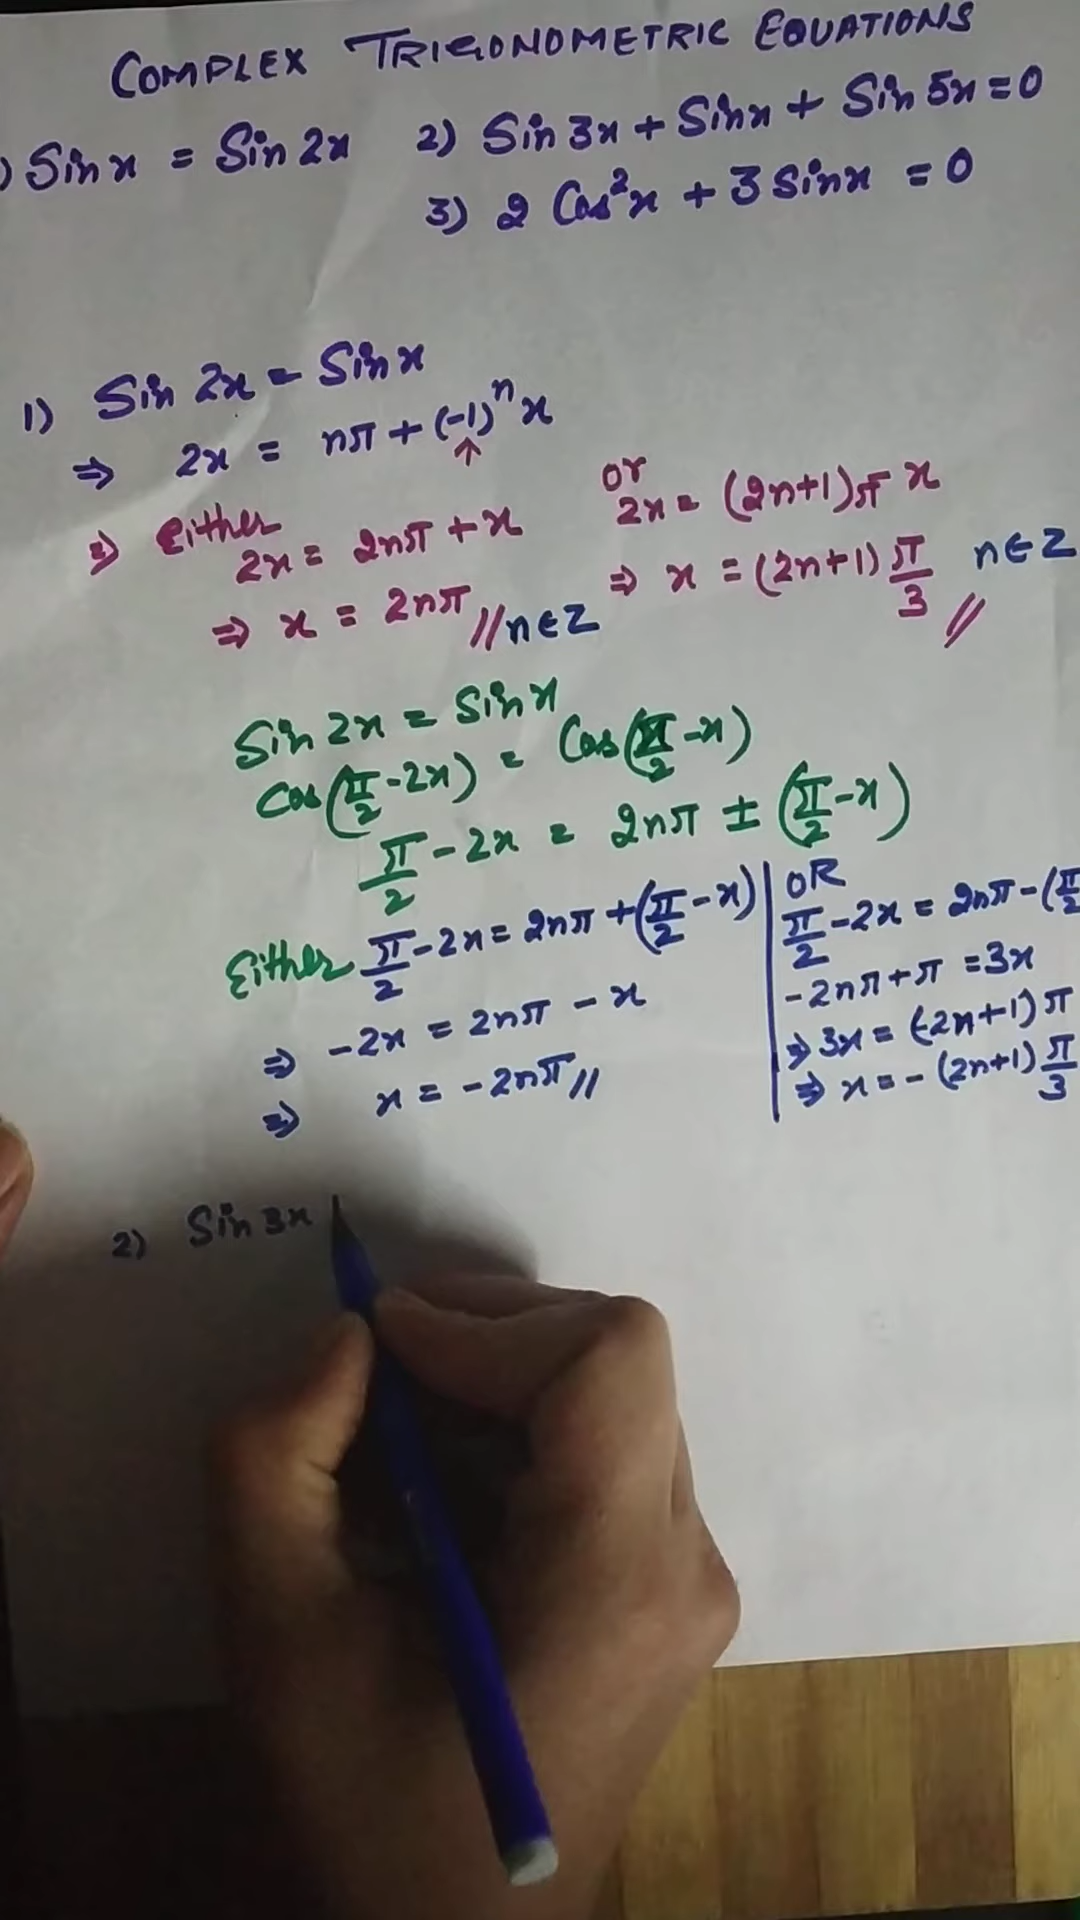 COMPLEX TRIGONOMETRIC EQUATIONS
) Sin x = Sin 2x 2) Sin 3x + Sin x + Sin 5x = 0
3) 2 Cos²x + 3 Sin x = 0
1) Sin 2x = Sin x
⇒ 2x = nπ + (-1)ⁿ x
↑
⇒ Either or
2x = 2nπ + x 2x = (2n+1)π - x
⇒ x = 2nπ // n ∈ Z ⇒ x = (2n+1) π/3 // n ∈ Z
Sin 2x = Sin x
Cos(π/2 - 2x) = Cos(π/2 - x)
π/2 - 2x = 2nπ ± (π/2 - x)
Either π/2 - 2x = 2nπ + (π/2 - x)
⇒ -2x = 2nπ - x
⇒ x = -2nπ //
OR
π/2 - 2x = 2nπ - (π/2
-2nπ + π = 3x
⇒ 3x = (-2n+1) π
⇒ x = - (2n+1) π/3
2) Sin 3x